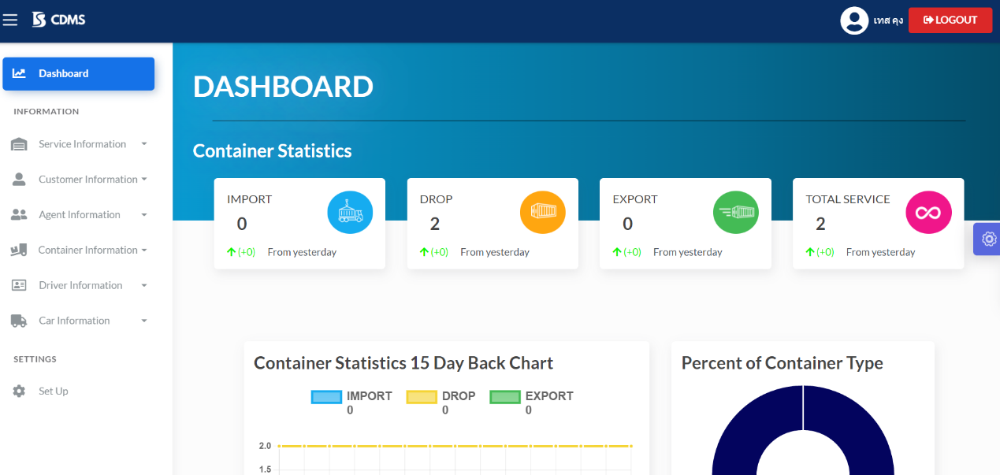 CDMS
เทส คุง
LOGOUT
Dashboard
INFORMATION
Service Information
Customer Information
Agent Information
Container Information
Driver Information
Car Information
SETTINGS
Set Up
DASHBOARD
Container Statistics
IMPORT
0
(+0) From yesterday
DROP
2
(+0) From yesterday
EXPORT
0
(+0) From yesterday
TOTAL SERVICE
2
(+0) From yesterday
Container Statistics 15 Day Back Chart
IMPORT DROP EXPORT
0 0 0
2.0
1.5
Percent of Container Type